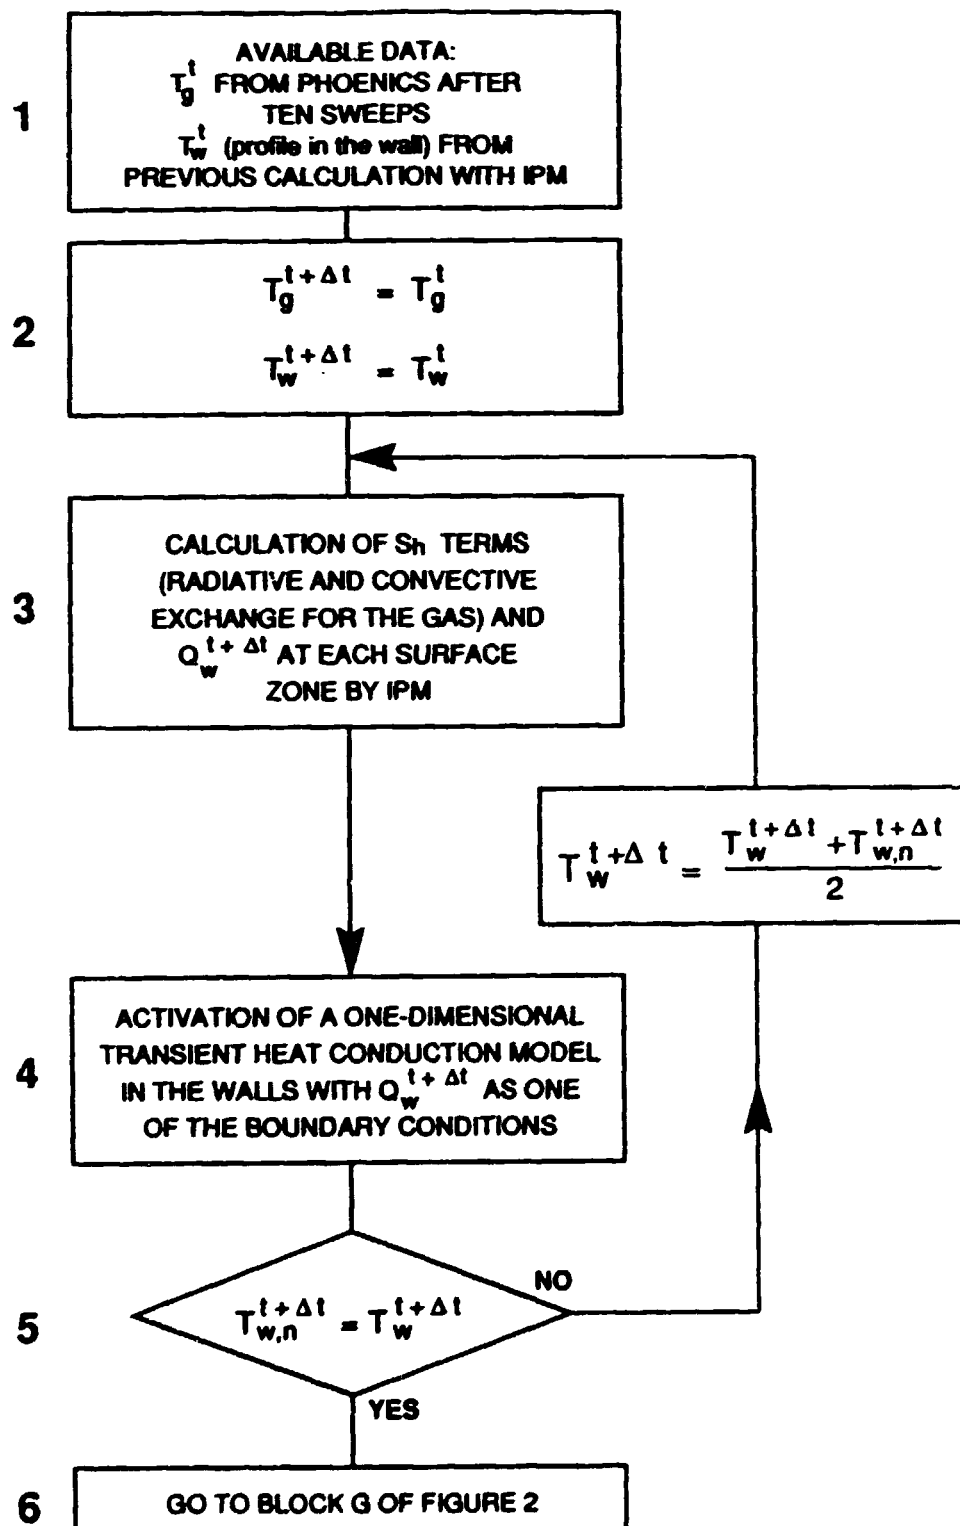 1
AVAILABLE DATA:
T_g^t FROM PHOENICS AFTER
TEN SWEEPS
T_w^t (profile in the wall) FROM
PREVIOUS CALCULATION WITH IPM
2
T_g^{t+Δt} = T_g^t
T_w^{t+Δt} = T_w^t
3
CALCULATION OF Sh TERMS
(RADIATIVE AND CONVECTIVE
EXCHANGE FOR THE GAS) AND
Q_w^{t+Δt} AT EACH SURFACE
ZONE BY IPM
T_w^{t+Δt} = (T_w^{t+Δt} + T_{w,n}^{t+Δt}) / 2
4
ACTIVATION OF A ONE-DIMENSIONAL
TRANSIENT HEAT CONDUCTION MODEL
IN THE WALLS WITH Q_w^{t+Δt} AS ONE
OF THE BOUNDARY CONDITIONS
5
T_{w,n}^{t+Δt} = T_w^{t+Δt}
NO
YES
6
GO TO BLOCK G OF FIGURE 2